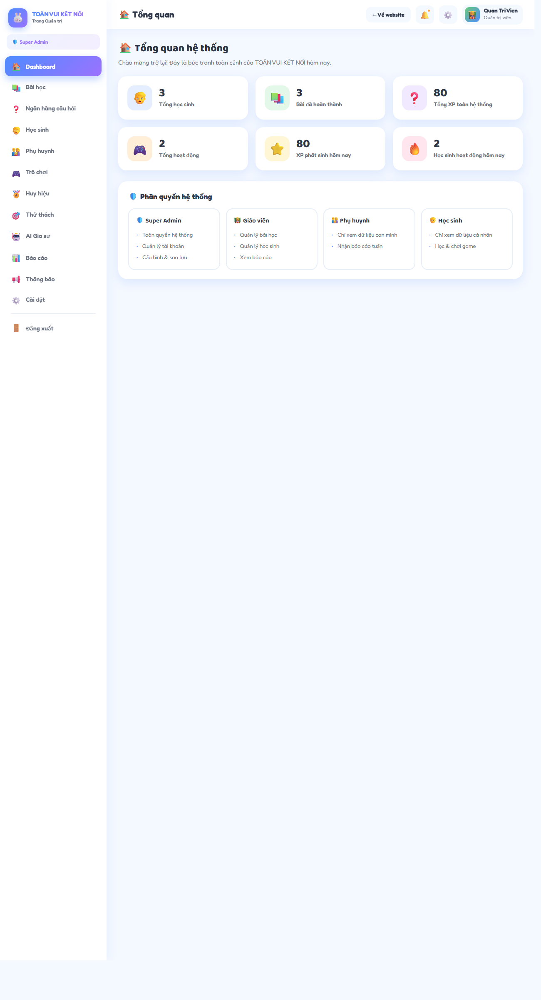 TOÁN VUI KẾT NỐI
Trang Quản trị
Super Admin
Dashboard
Bài học
Ngân hàng câu hỏi
Học sinh
Phụ huynh
Trò chơi
Huy hiệu
Thử thách
AI Gia sư
Báo cáo
Thông báo
Cài đặt
Đăng xuất
Tổng quan
← Về website
Quan Tri Vien
Quản trị viên
Tổng quan hệ thống
Chào mừng trở lại! Đây là bức tranh toàn cảnh của TOÁN VUI KẾT NỐI hôm nay.
3
Tổng học sinh
3
Bài đã hoàn thành
80
Tổng XP toàn hệ thống
2
Tổng hoạt động
80
XP phát sinh hôm nay
2
Học sinh hoạt động hôm nay
Phân quyền hệ thống
Super Admin
• Toàn quyền hệ thống
• Quản lý tài khoản
• Cấu hình & sao lưu
Giáo viên
• Quản lý bài học
• Quản lý học sinh
• Xem báo cáo
Phụ huynh
• Chỉ xem dữ liệu con mình
• Nhận báo cáo tuần
Học sinh
• Chỉ xem dữ liệu cá nhân
• Học & chơi game